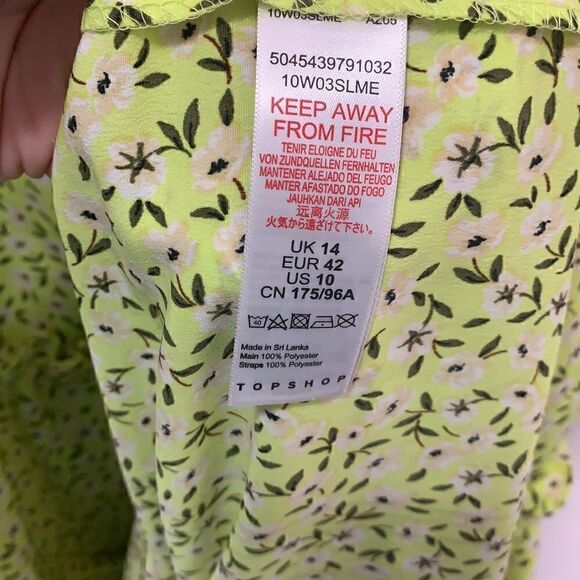 10W03SLME AZ05
5045439791032
10W03SLME
KEEP AWAY
FROM FIRE
TENIR ELOIGNE DU FEU
VON ZUNDQUELLEN FERNHALTEN
MANTENER ALEJADO DEL FEUGO
MANTER AFASTADO DO FOGO
JAUHKAN DARI API
远离火源
火気から遠ざけて下さい。
UK 14
EUR 42
US 10
CN 175/96A
40
Made in Sri Lanka
Main 100% Polyester
Straps 100% Polyester
TOPSHOP